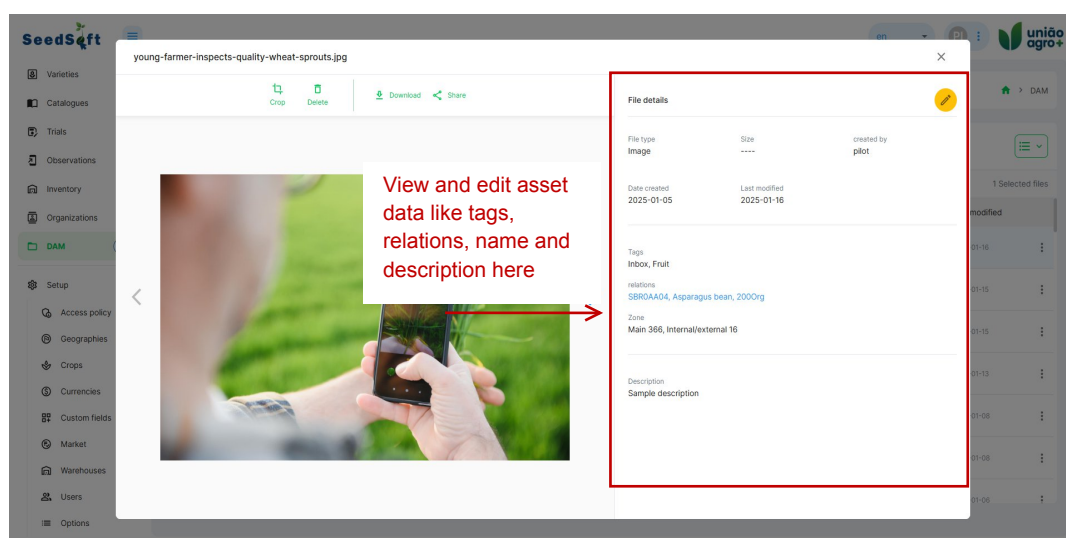 SeedSoft
en
PI
união
agro+
Varieties
Catalogues
Trials
Observations
Inventory
Organizations
DAM
Setup
Access policy
Geographies
Crops
Currencies
Custom fields
Market
Warehouses
Users
Options
young-farmer-inspects-quality-wheat-sprouts.jpg
Crop
Delete
Download
Share
View and edit asset
data like tags,
relations, name and
description here
File details
File type
Image
Size
----
created by
pilot
Date created
2025-01-05
Last modified
2025-01-16
Tags
Inbox, Fruit
relations
SBR0AA04, Asparagus bean, 200Org
Zone
Main 366, Internal/external 16
Description
Sample description
> DAM
1 Selected files
modified
01-16
01-15
01-15
01-13
01-08
01-08
01-06